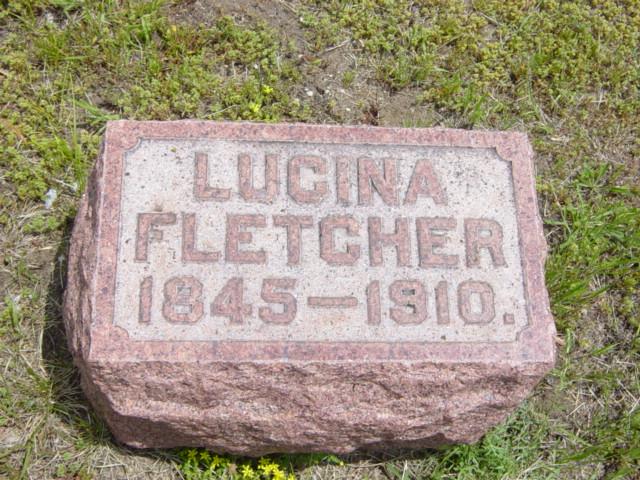 LUCINA
FLETCHER
1845—1910.